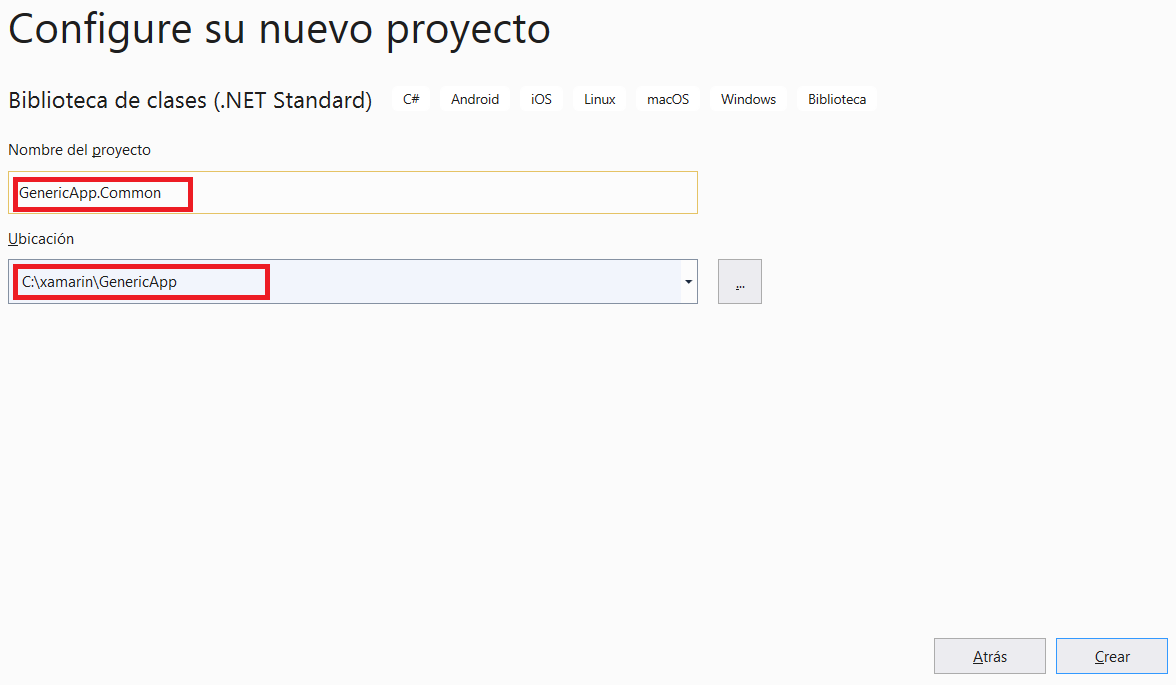 Configure su nuevo proyecto
Biblioteca de clases (.NET Standard) C# Android iOS Linux macOS Windows Biblioteca
Nombre del proyecto
GenericApp.Common
Ubicación
C:\xamarin\GenericApp
...
Atrás Crear